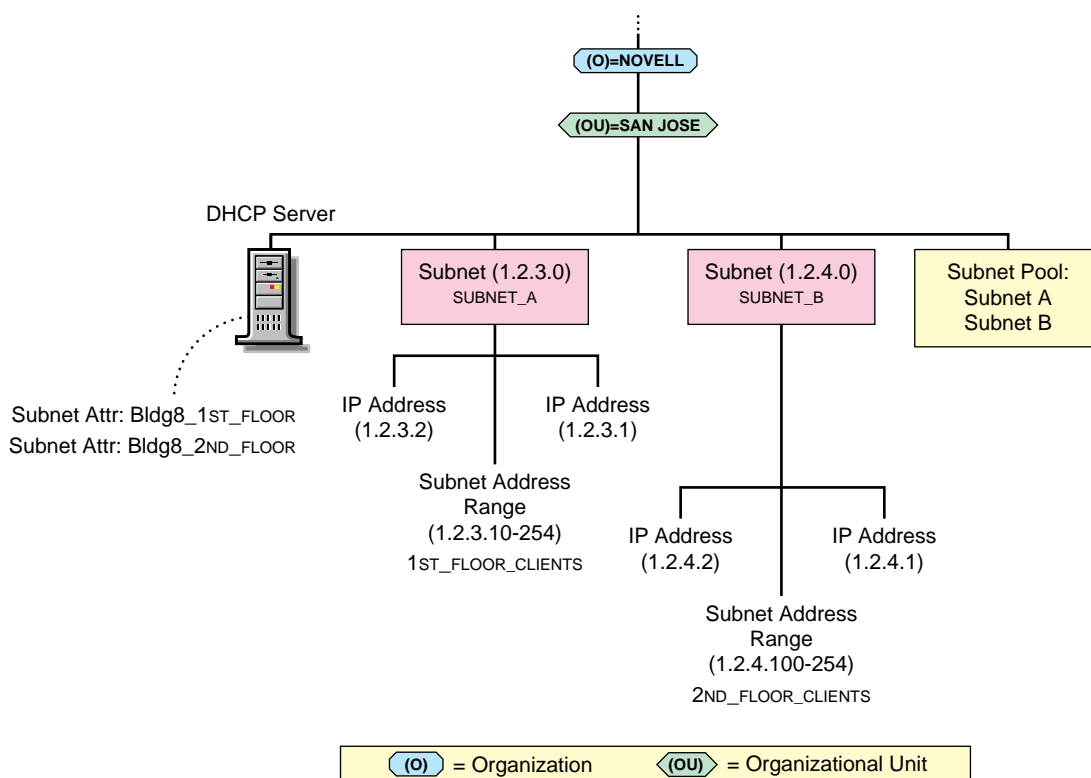 (O)=NOVELL
(OU)=SAN JOSE
DHCP Server
Subnet (1.2.3.0)
SUBNET_A
Subnet (1.2.4.0)
SUBNET_B
Subnet Pool:
Subnet A
Subnet B
Subnet Attr: Bldg8_1ST_FLOOR
Subnet Attr: Bldg8_2ND_FLOOR
IP Address
(1.2.3.2)
IP Address
(1.2.3.1)
Subnet Address
Range
(1.2.3.10-254)
1ST_FLOOR_CLIENTS
IP Address
(1.2.4.2)
IP Address
(1.2.4.1)
Subnet Address
Range
(1.2.4.100-254)
2ND_FLOOR_CLIENTS
(O) = Organization (OU) = Organizational Unit